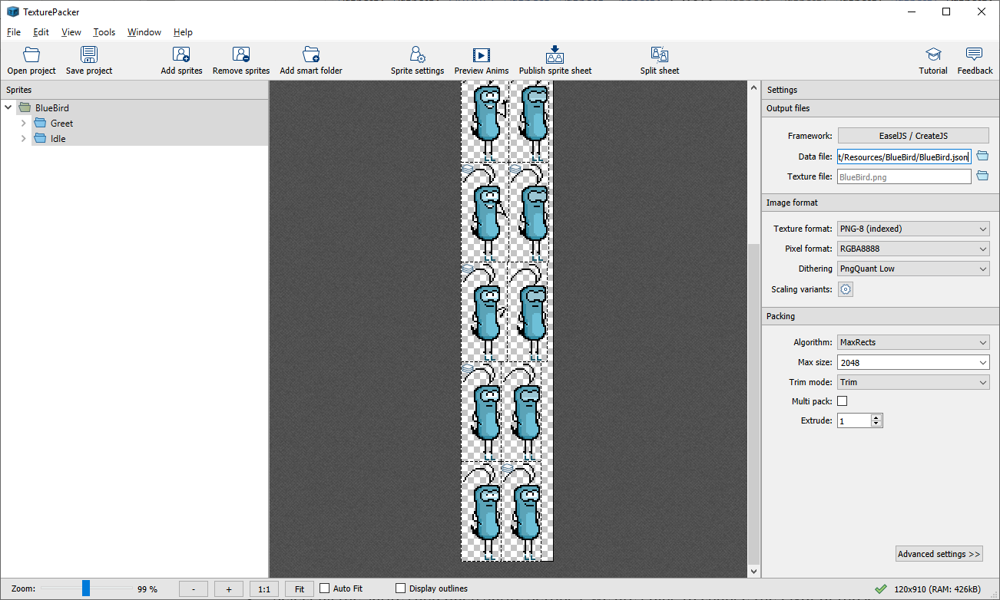 TexturePacker
File Edit View Tools Window Help
Open project Save project Add sprites Remove sprites Add smart folder Sprite settings Preview Anims Publish sprite sheet Split sheet Tutorial Feedback
Sprites
BlueBird
Greet
Idle
Settings
Output files
Framework: EaselJS / CreateJS
Data file: t/Resources/BlueBird/BlueBird.json
Texture file: BlueBird.png
Image format
Texture format: PNG-8 (indexed)
Pixel format: RGBA8888
Dithering PngQuant Low
Scaling variants:
Packing
Algorithm: MaxRects
Max size: 2048
Trim mode: Trim
Multi pack:
Extrude: 1
Advanced settings >>
Zoom: 99 % - + 1:1 Fit Auto Fit Display outlines 120x910 (RAM: 426kB)